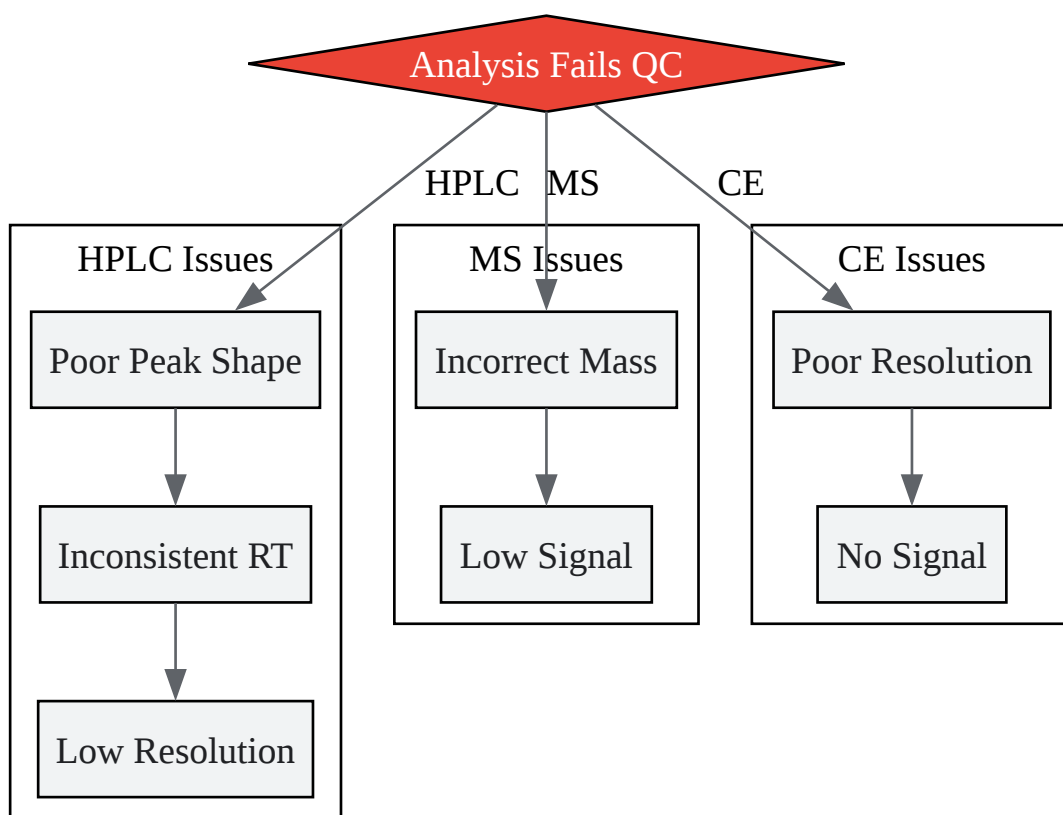 Analysis Fails QC
HPLC
MS
CE
HPLC Issues
MS Issues
CE Issues
Poor Peak Shape
Incorrect Mass
Poor Resolution
Inconsistent RT
Low Signal
No Signal
Low Resolution